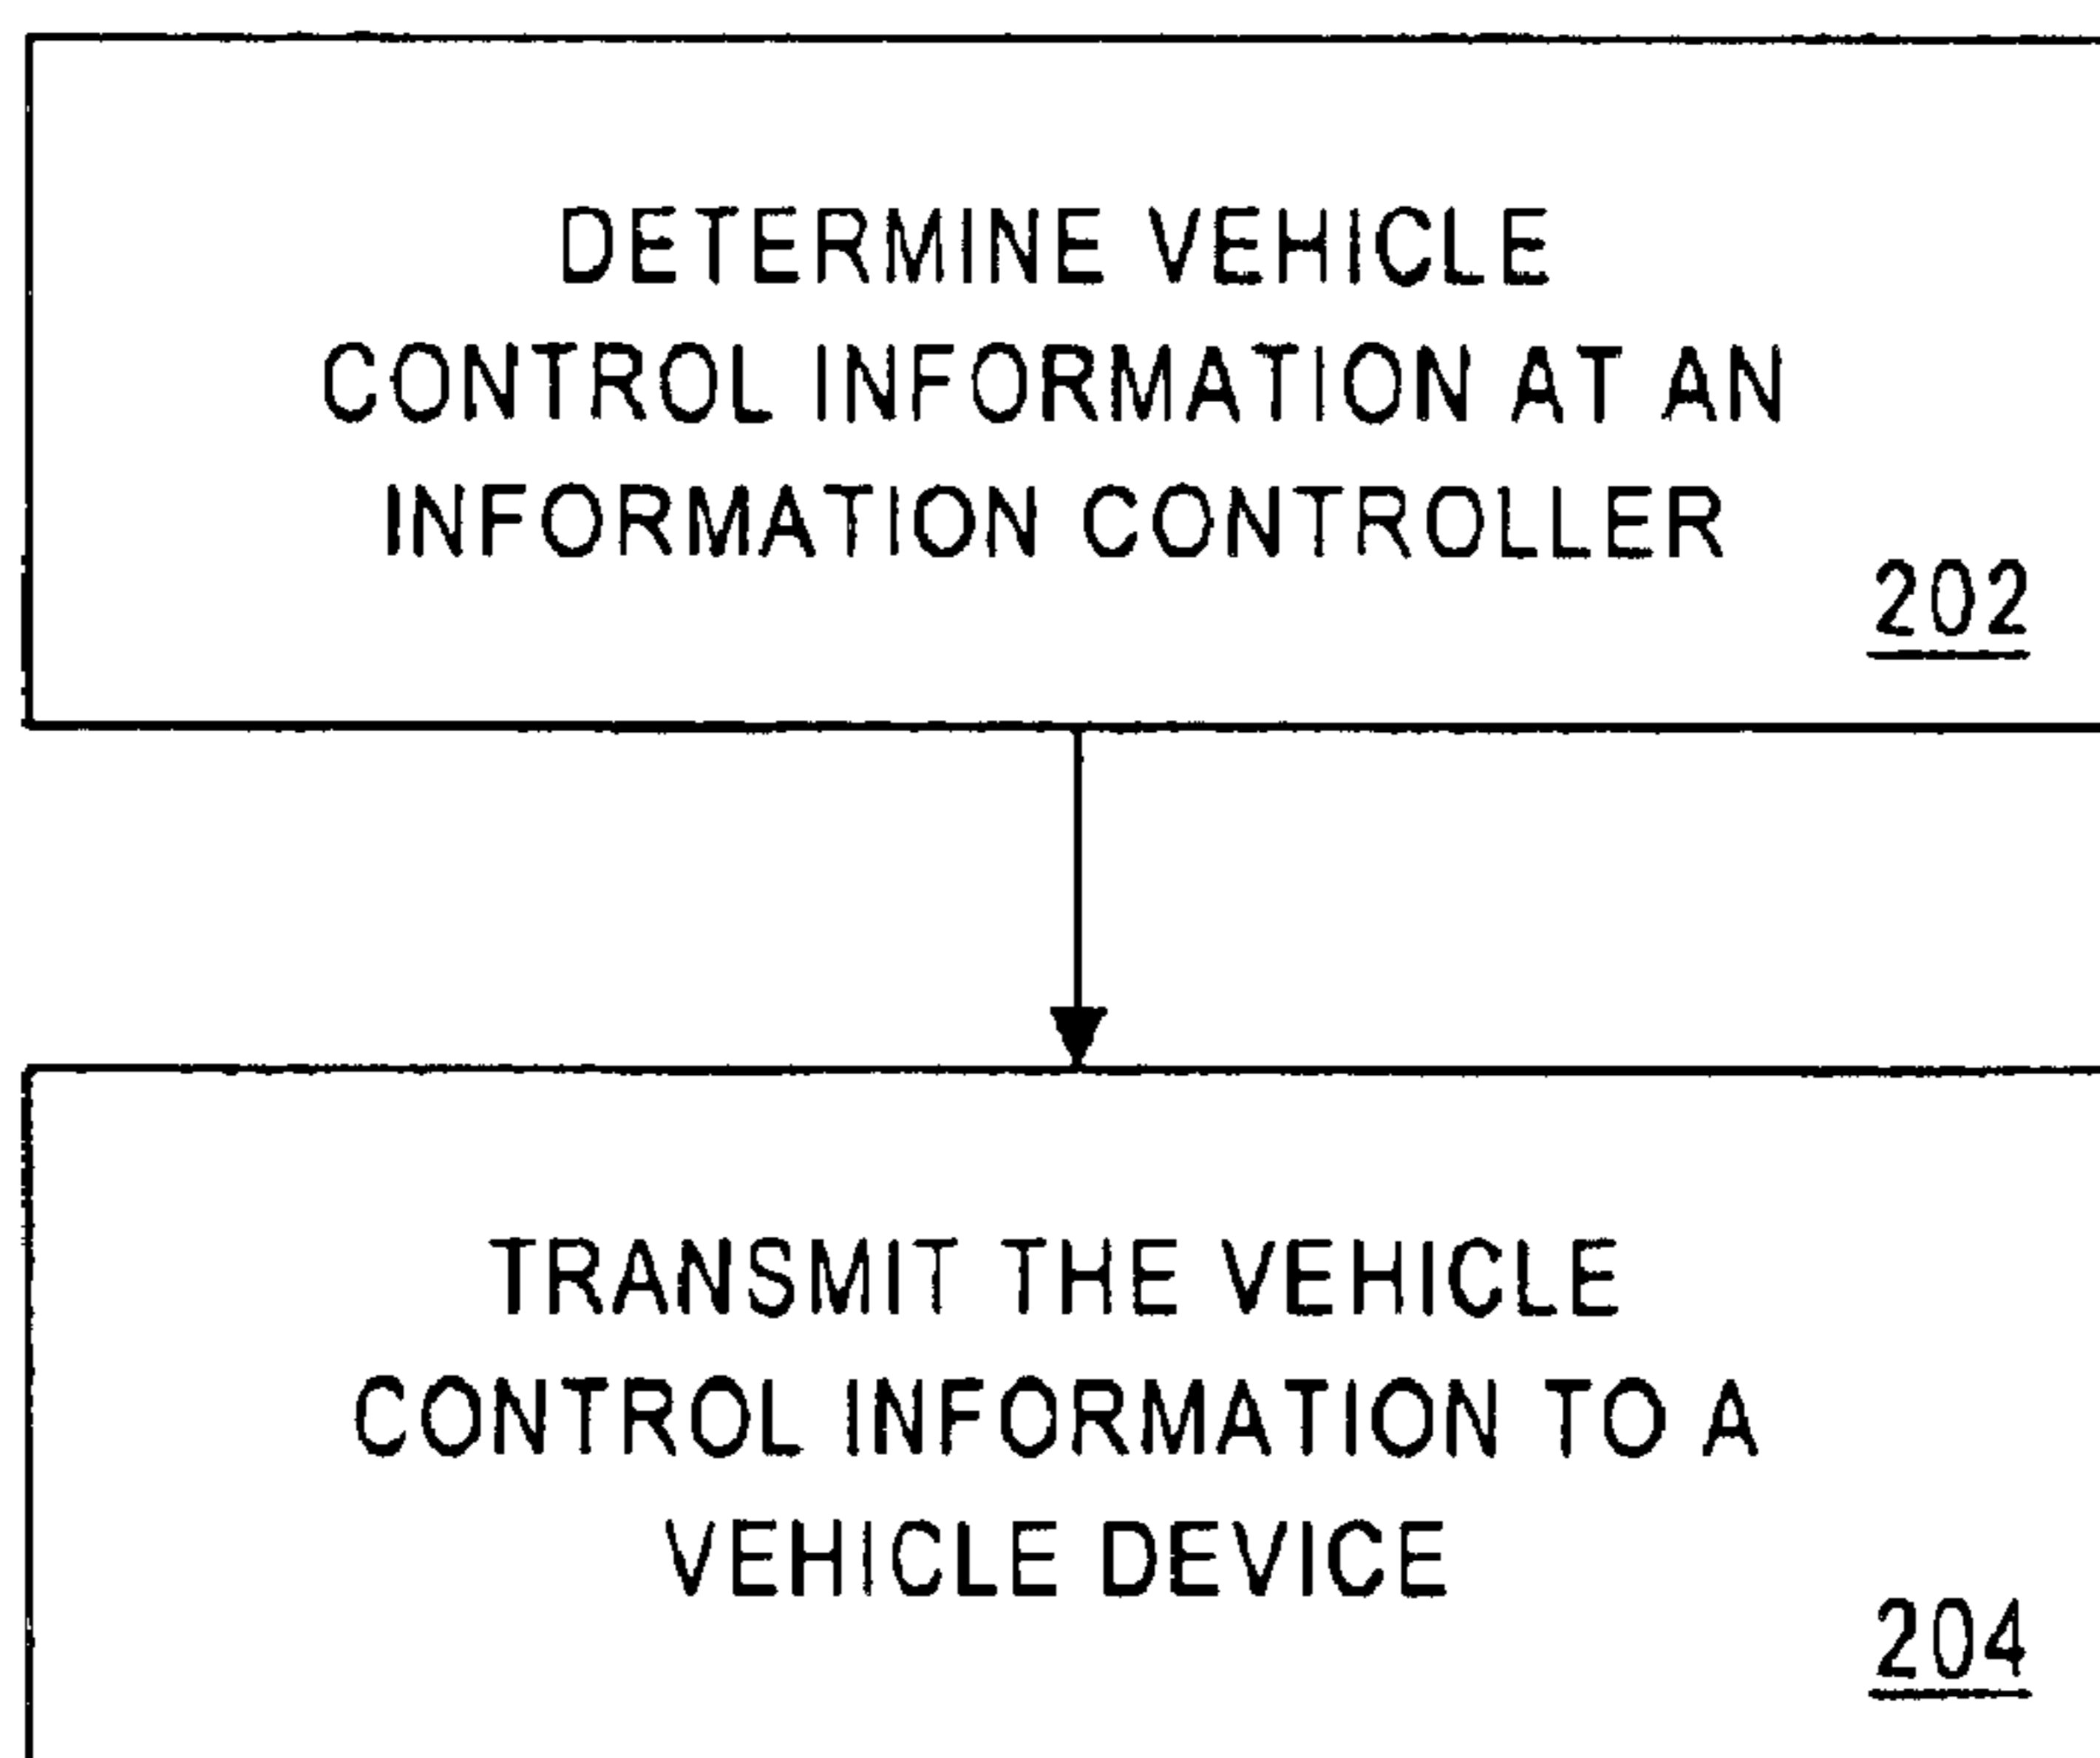 DETERMINE VEHICLE
CONTROL INFORMATION AT AN
INFORMATION CONTROLLER
202
TRANSMIT THE VEHICLE
CONTROL INFORMATION TO A
VEHICLE DEVICE
204